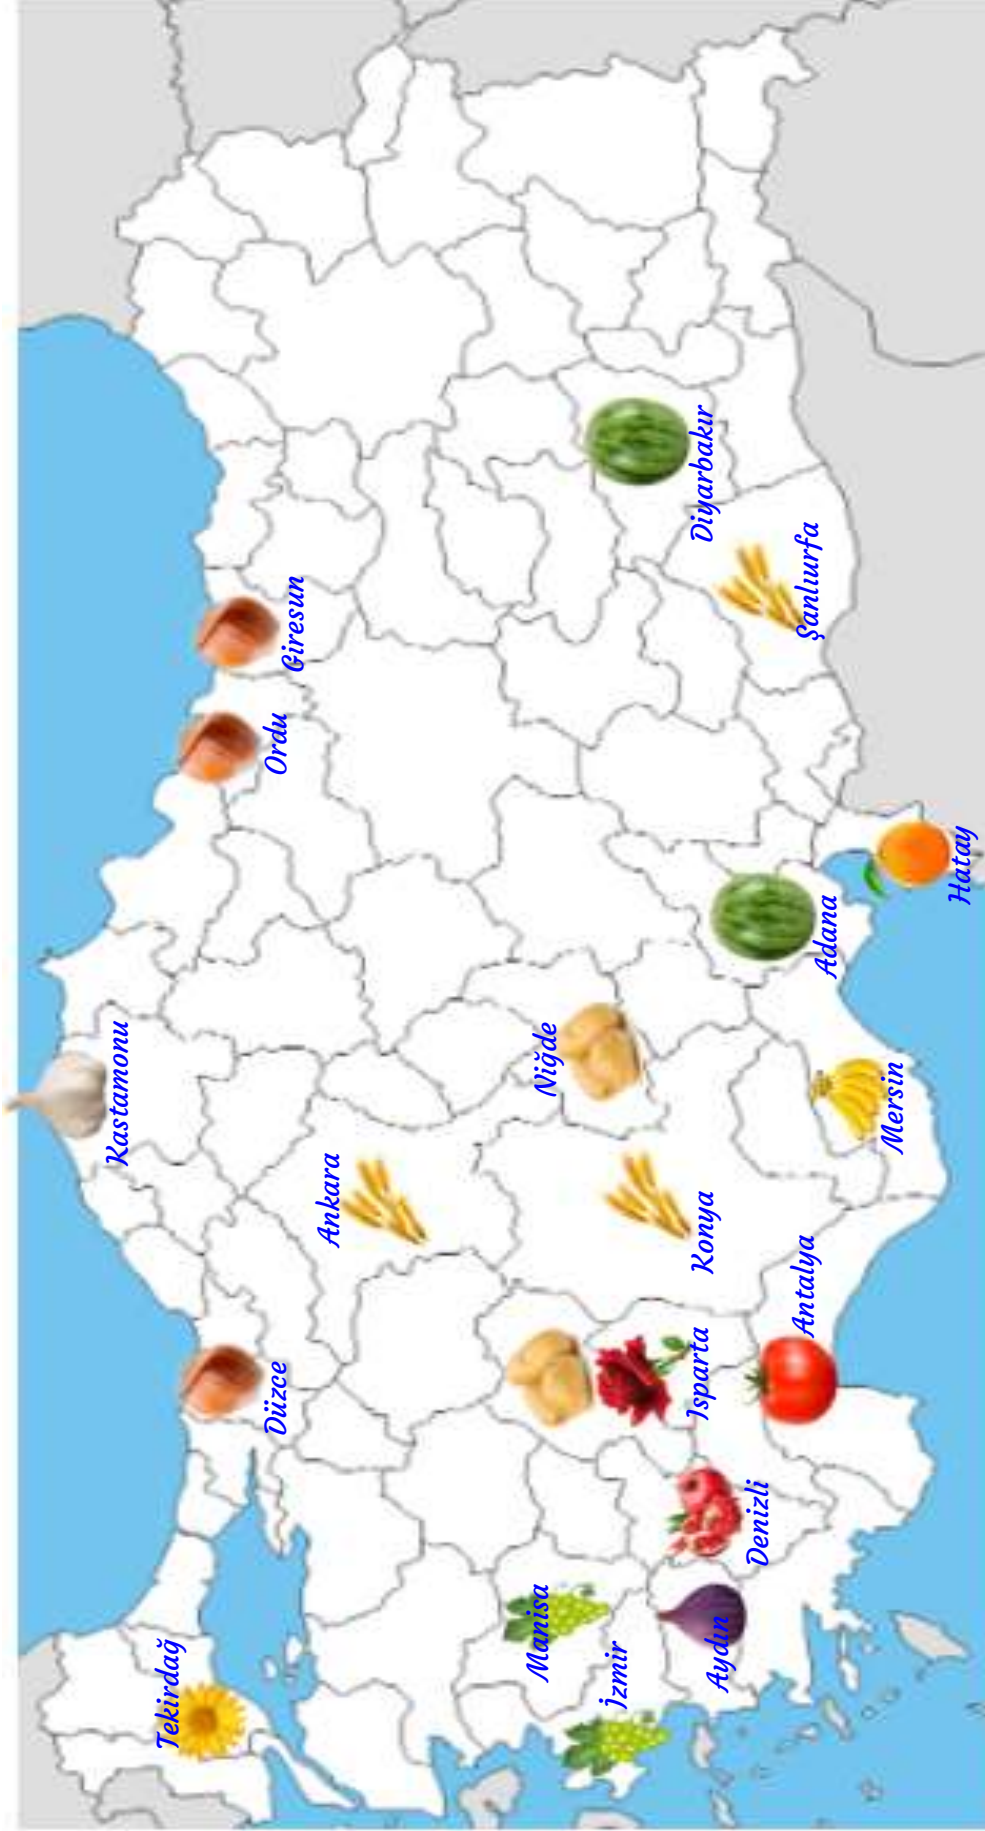 Tekirdağ
Düzce
Kastamonu
Ordu
Giresun
Ankara
Manisa
İzmir
Niğde
Aydın
Denizli
Isparta
Konya
Diyarbakır
Antalya
Mersin
Adana
Şanlıurfa
Hatay